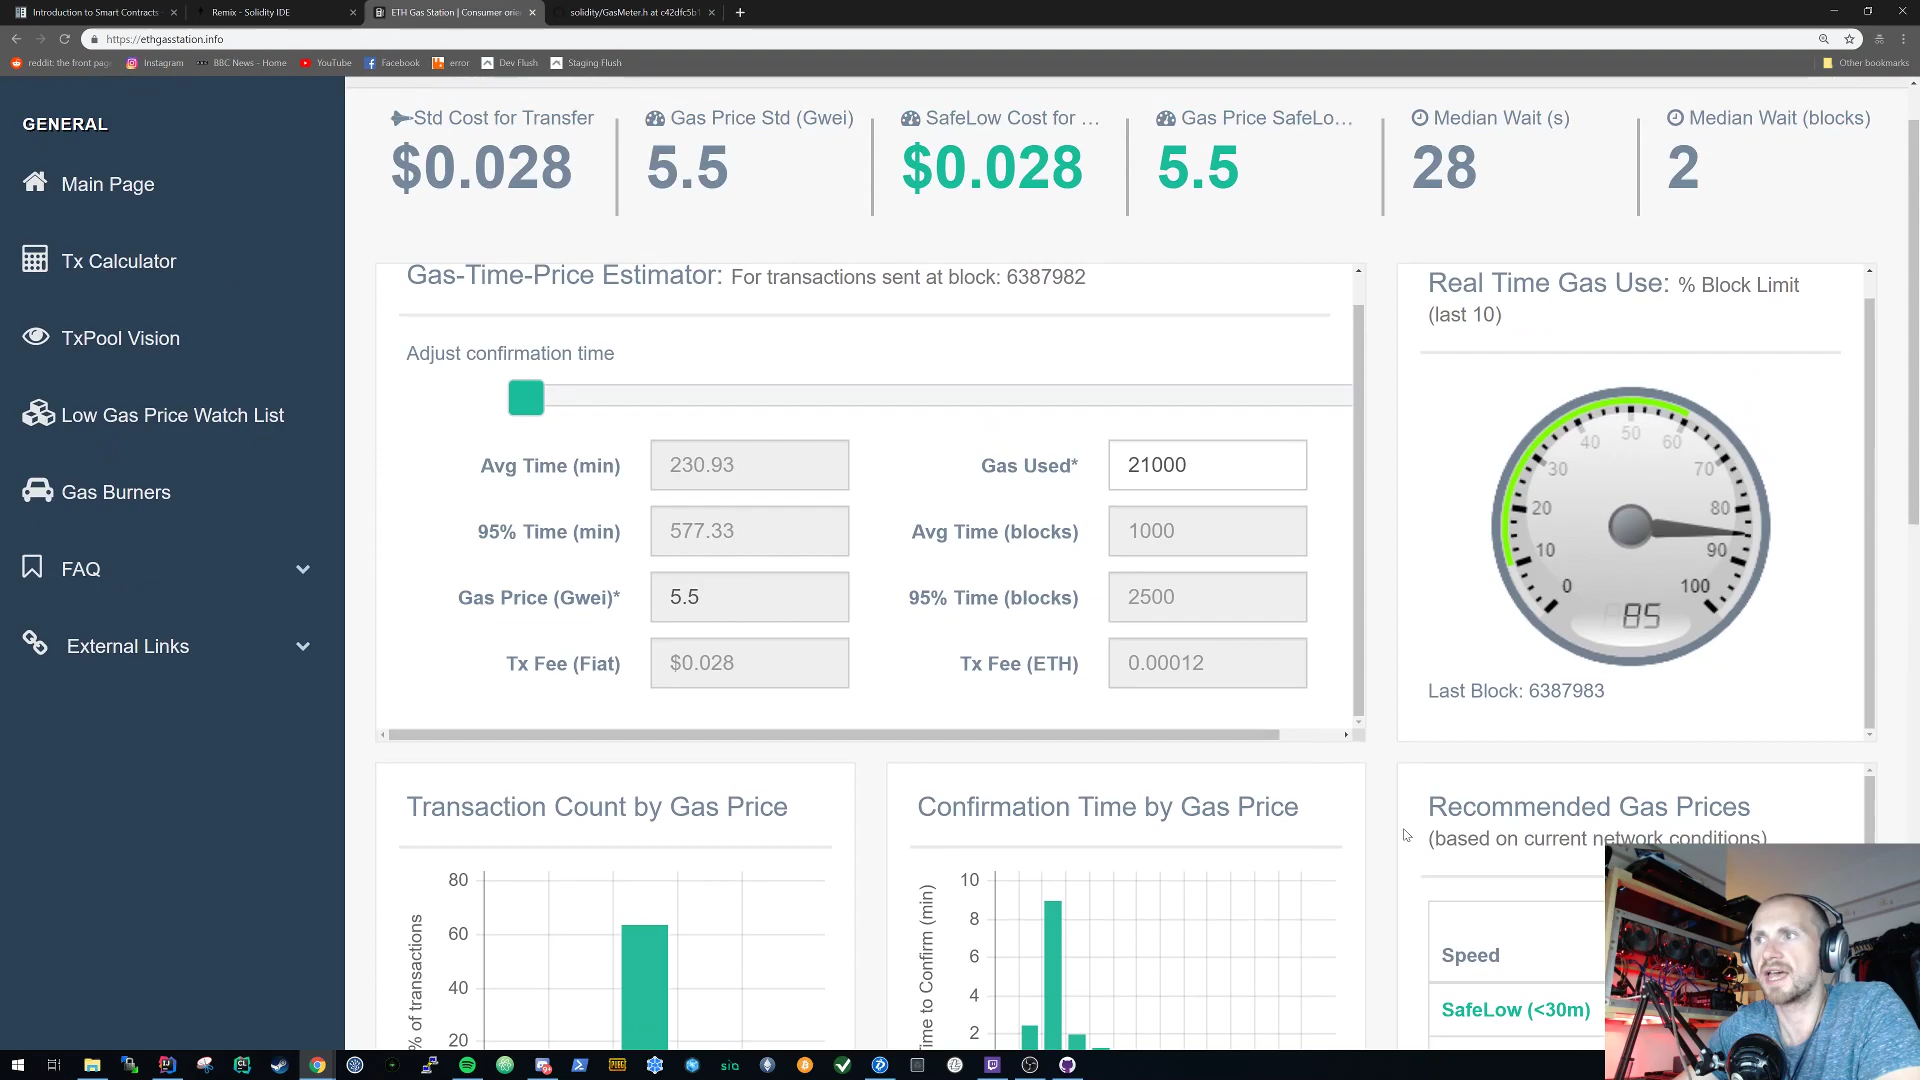 Introduction to Smart Contracts
Remix - Solidity IDE
ETH Gas Station | Consumer orie
solidity/GasMeter.h at c42dfc5b1
https://ethgasstation.info
reddit: the front pag
Instagram
BBC News - Home
YouTube
Facebook
error
Dev Flush
Staging Flush
Other bookmarks
GENERAL
Main Page
Tx Calculator
TxPool Vision
Low Gas Price Watch List
Gas Burners
FAQ
External Links
Std Cost for Transfer
$0.028
Gas Price Std (Gwei)
5.5
SafeLow Cost for ...
$0.028
Gas Price SafeLo...
5.5
Median Wait (s)
28
Median Wait (blocks)
2
Gas-Time-Price Estimator: For transactions sent at block: 6387982
Adjust confirmation time
Avg Time (min) 230.93
Gas Used* 21000
95% Time (min) 577.33
Avg Time (blocks) 1000
Gas Price (Gwei)* 5.5
95% Time (blocks) 2500
Tx Fee (Fiat) $0.028
Tx Fee (ETH) 0.00012
Real Time Gas Use: % Block Limit
(last 10)
0
10
20
30
40
50
60
70
80
90
100
85
Last Block: 6387983
Transaction Count by Gas Price
80
60
40
20
% of transactions
Confirmation Time by Gas Price
10
8
6
4
2
Time to Confirm (min)
Recommended Gas Prices
(based on current network conditions)
Speed
SafeLow (<30m)
sia